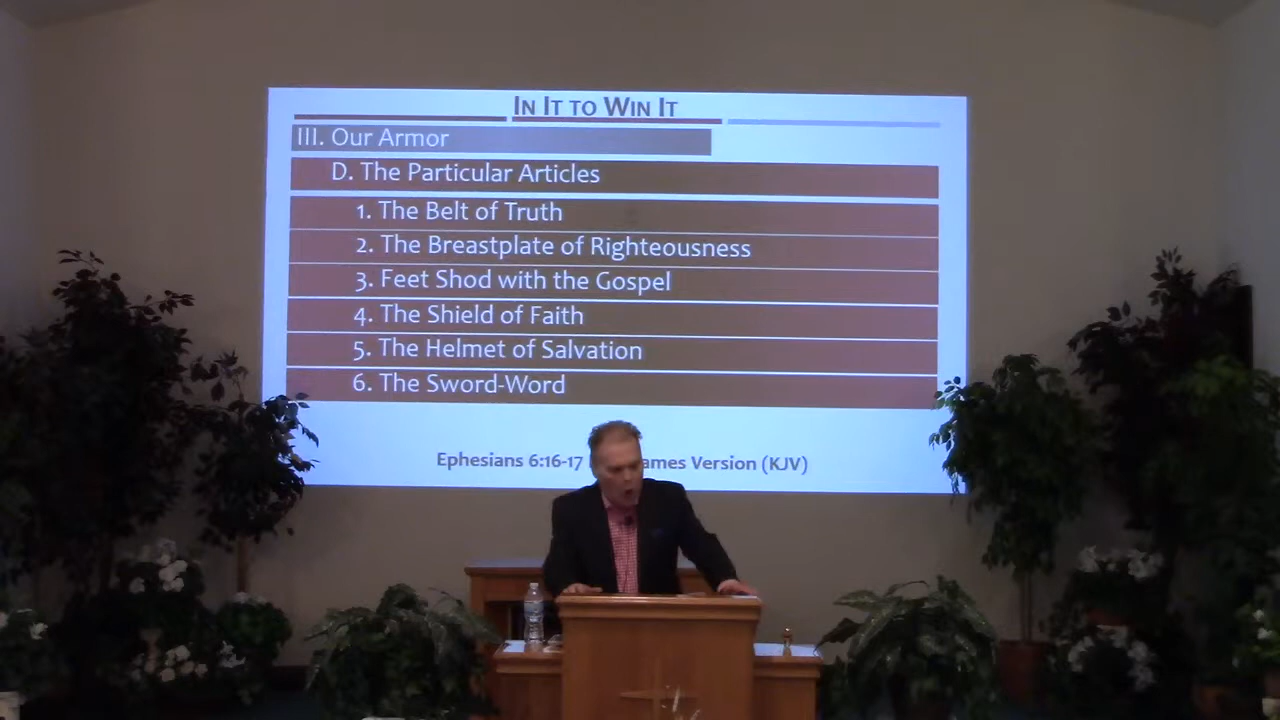 In It to Win It
III. Our Armor
D. The Particular Articles
1. The Belt of Truth
2. The Breastplate of Righteousness
3. Feet Shod with the Gospel
4. The Shield of Faith
5. The Helmet of Salvation
6. The Sword-Word
Ephesians 6:16-17 ames Version (KJV)